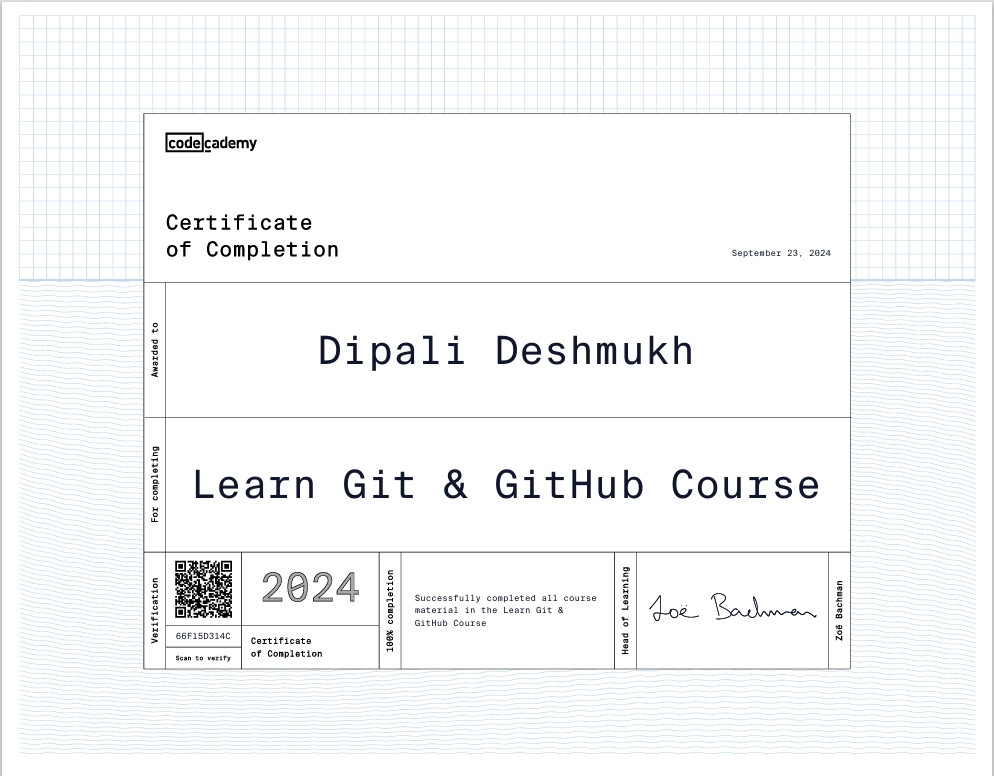 codecademy
Certificate
of Completion
September 23, 2024
Awarded to
Dipali Deshmukh
For completing
Learn Git & GitHub Course
Verification
66F15D314C
Scan to verify
2024
Certificate
of Completion
100% completion
Successfully completed all course
material in the Learn Git &
GitHub Course
Head of Learning
Zoë Bachman
Zoë Bachman